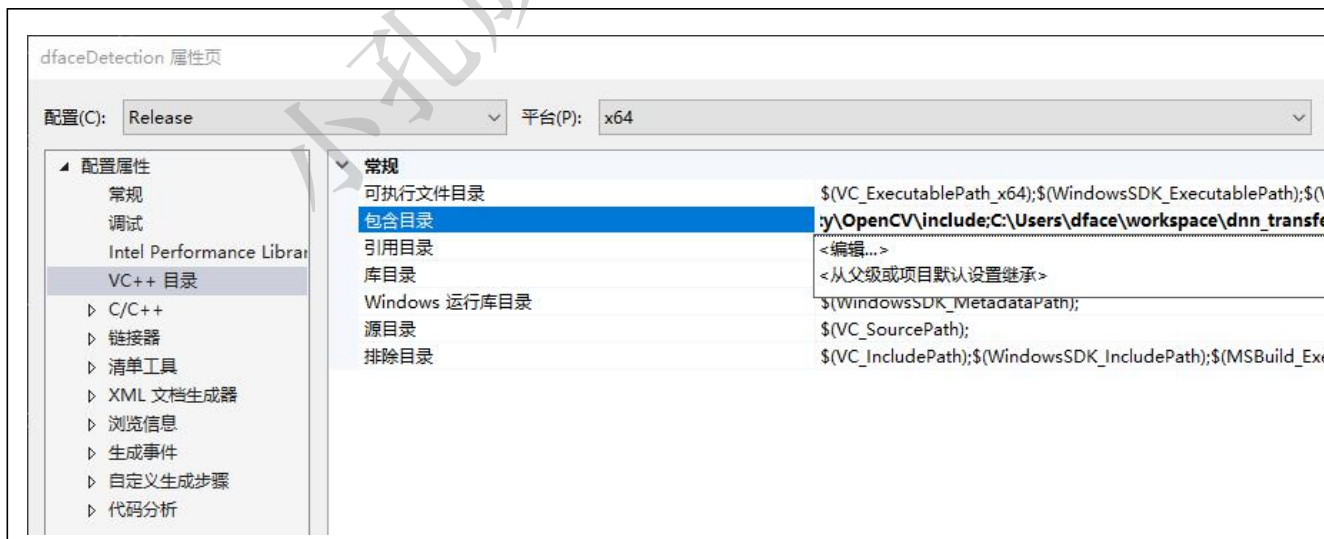 dfaceDetection 属性页
配置(C): Release 平台(P): x64
配置属性
常规
调试
Intel Performance Librar
VC++ 目录
C/C++
链接器
清单工具
XML 文档生成器
浏览信息
生成事件
自定义生成步骤
代码分析
常规
可执行文件目录 $(VC_ExecutablePath_x64);$(WindowsSDK_ExecutablePath);$(V
包含目录 :y\OpenCV\include;C:\Users\dface\workspace\dnn_transfe
<编辑...>
<从父级或项目默认设置继承>
引用目录
库目录
Windows 运行库目录 $(WindowsSDK_MetadataPath);
源目录 $(VC_SourcePath);
排除目录 $(VC_IncludePath);$(WindowsSDK_IncludePath);$(MSBuild_Exe
小孔